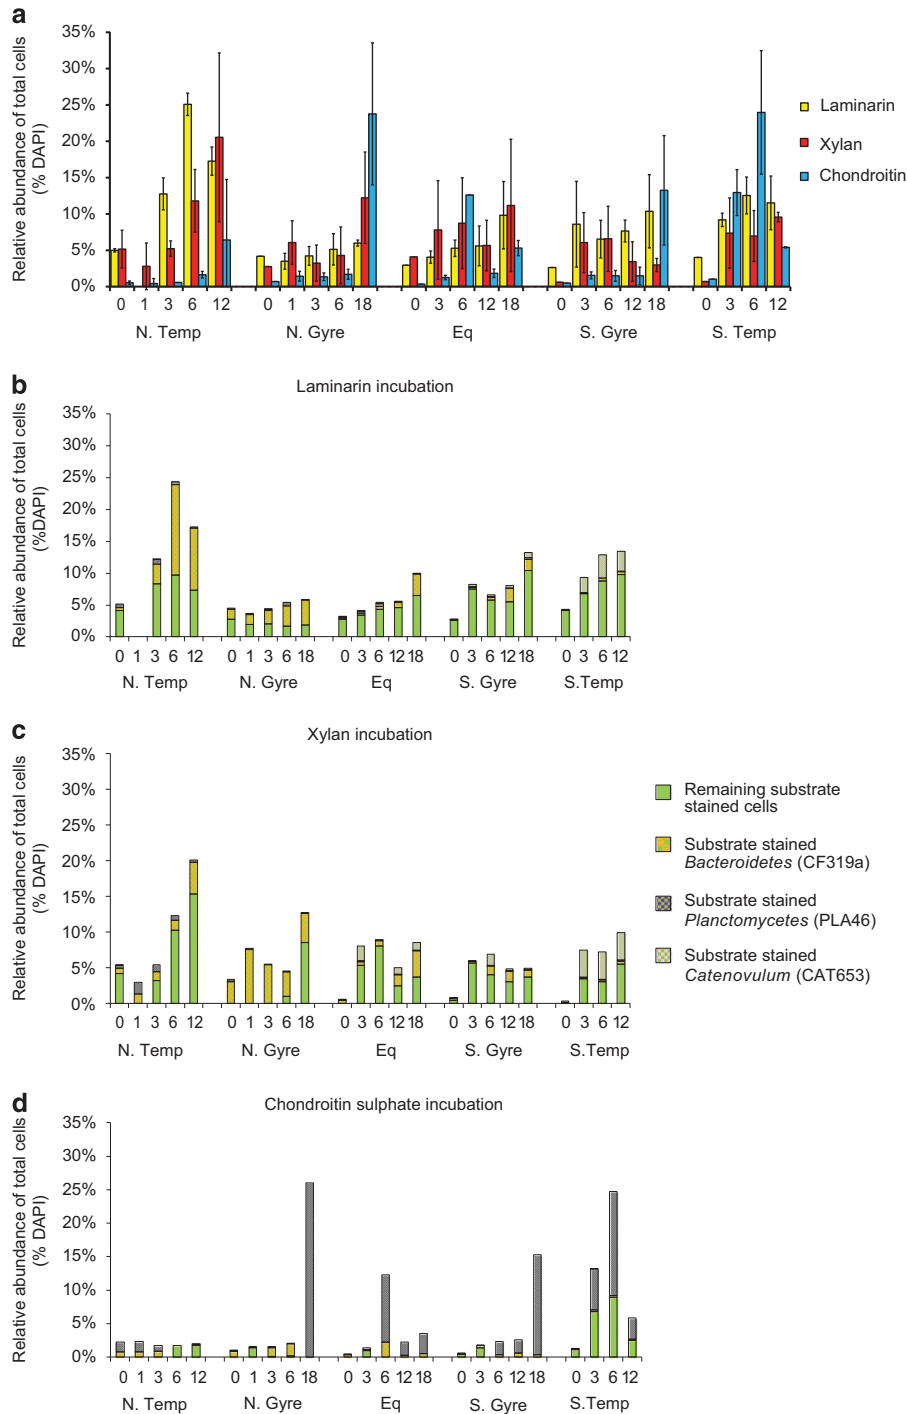 a
Relative abundance of total cells
(% DAPI)
35%
30%
25%
20%
15%
10%
5%
0%
Laminarin
Xylan
Chondroitin
0 1 3 6 12 0 1 3 6 18 0 3 6 12 18 0 3 6 12 18 0 3 6 12
N. Temp N. Gyre Eq S. Gyre S. Temp
b
Laminarin incubation
Relative abundance of total cells
(%DAPI)
35%
30%
25%
20%
15%
10%
5%
0%
0 1 3 6 12 0 1 3 6 18 0 3 6 12 18 0 3 6 12 18 0 3 6 12
N. Temp N. Gyre Eq S. Gyre S.Temp
c
Xylan incubation
Relative abundance of total cells
(% DAPI)
35%
30%
25%
20%
15%
10%
5%
0%
0 1 3 6 12 0 1 3 6 18 0 3 6 12 18 0 3 6 12 18 0 3 6 12
N. Temp N. Gyre Eq S. Gyre S.Temp
Remaining substrate
stained cells
Substrate stained
Bacteroidetes (CF319a)
Substrate stained
Planctomycetes (PLA46)
Substrate stained
Catenovulum (CAT653)
d
Chondroitin sulphate incubation
Relative abundance of total cells
(% DAPI)
35%
30%
25%
20%
15%
10%
5%
0%
0 1 3 6 12 0 1 3 6 18 0 3 6 12 18 0 3 6 12 18 0 3 6 12
N. Temp N. Gyre Eq S. Gyre S.Temp